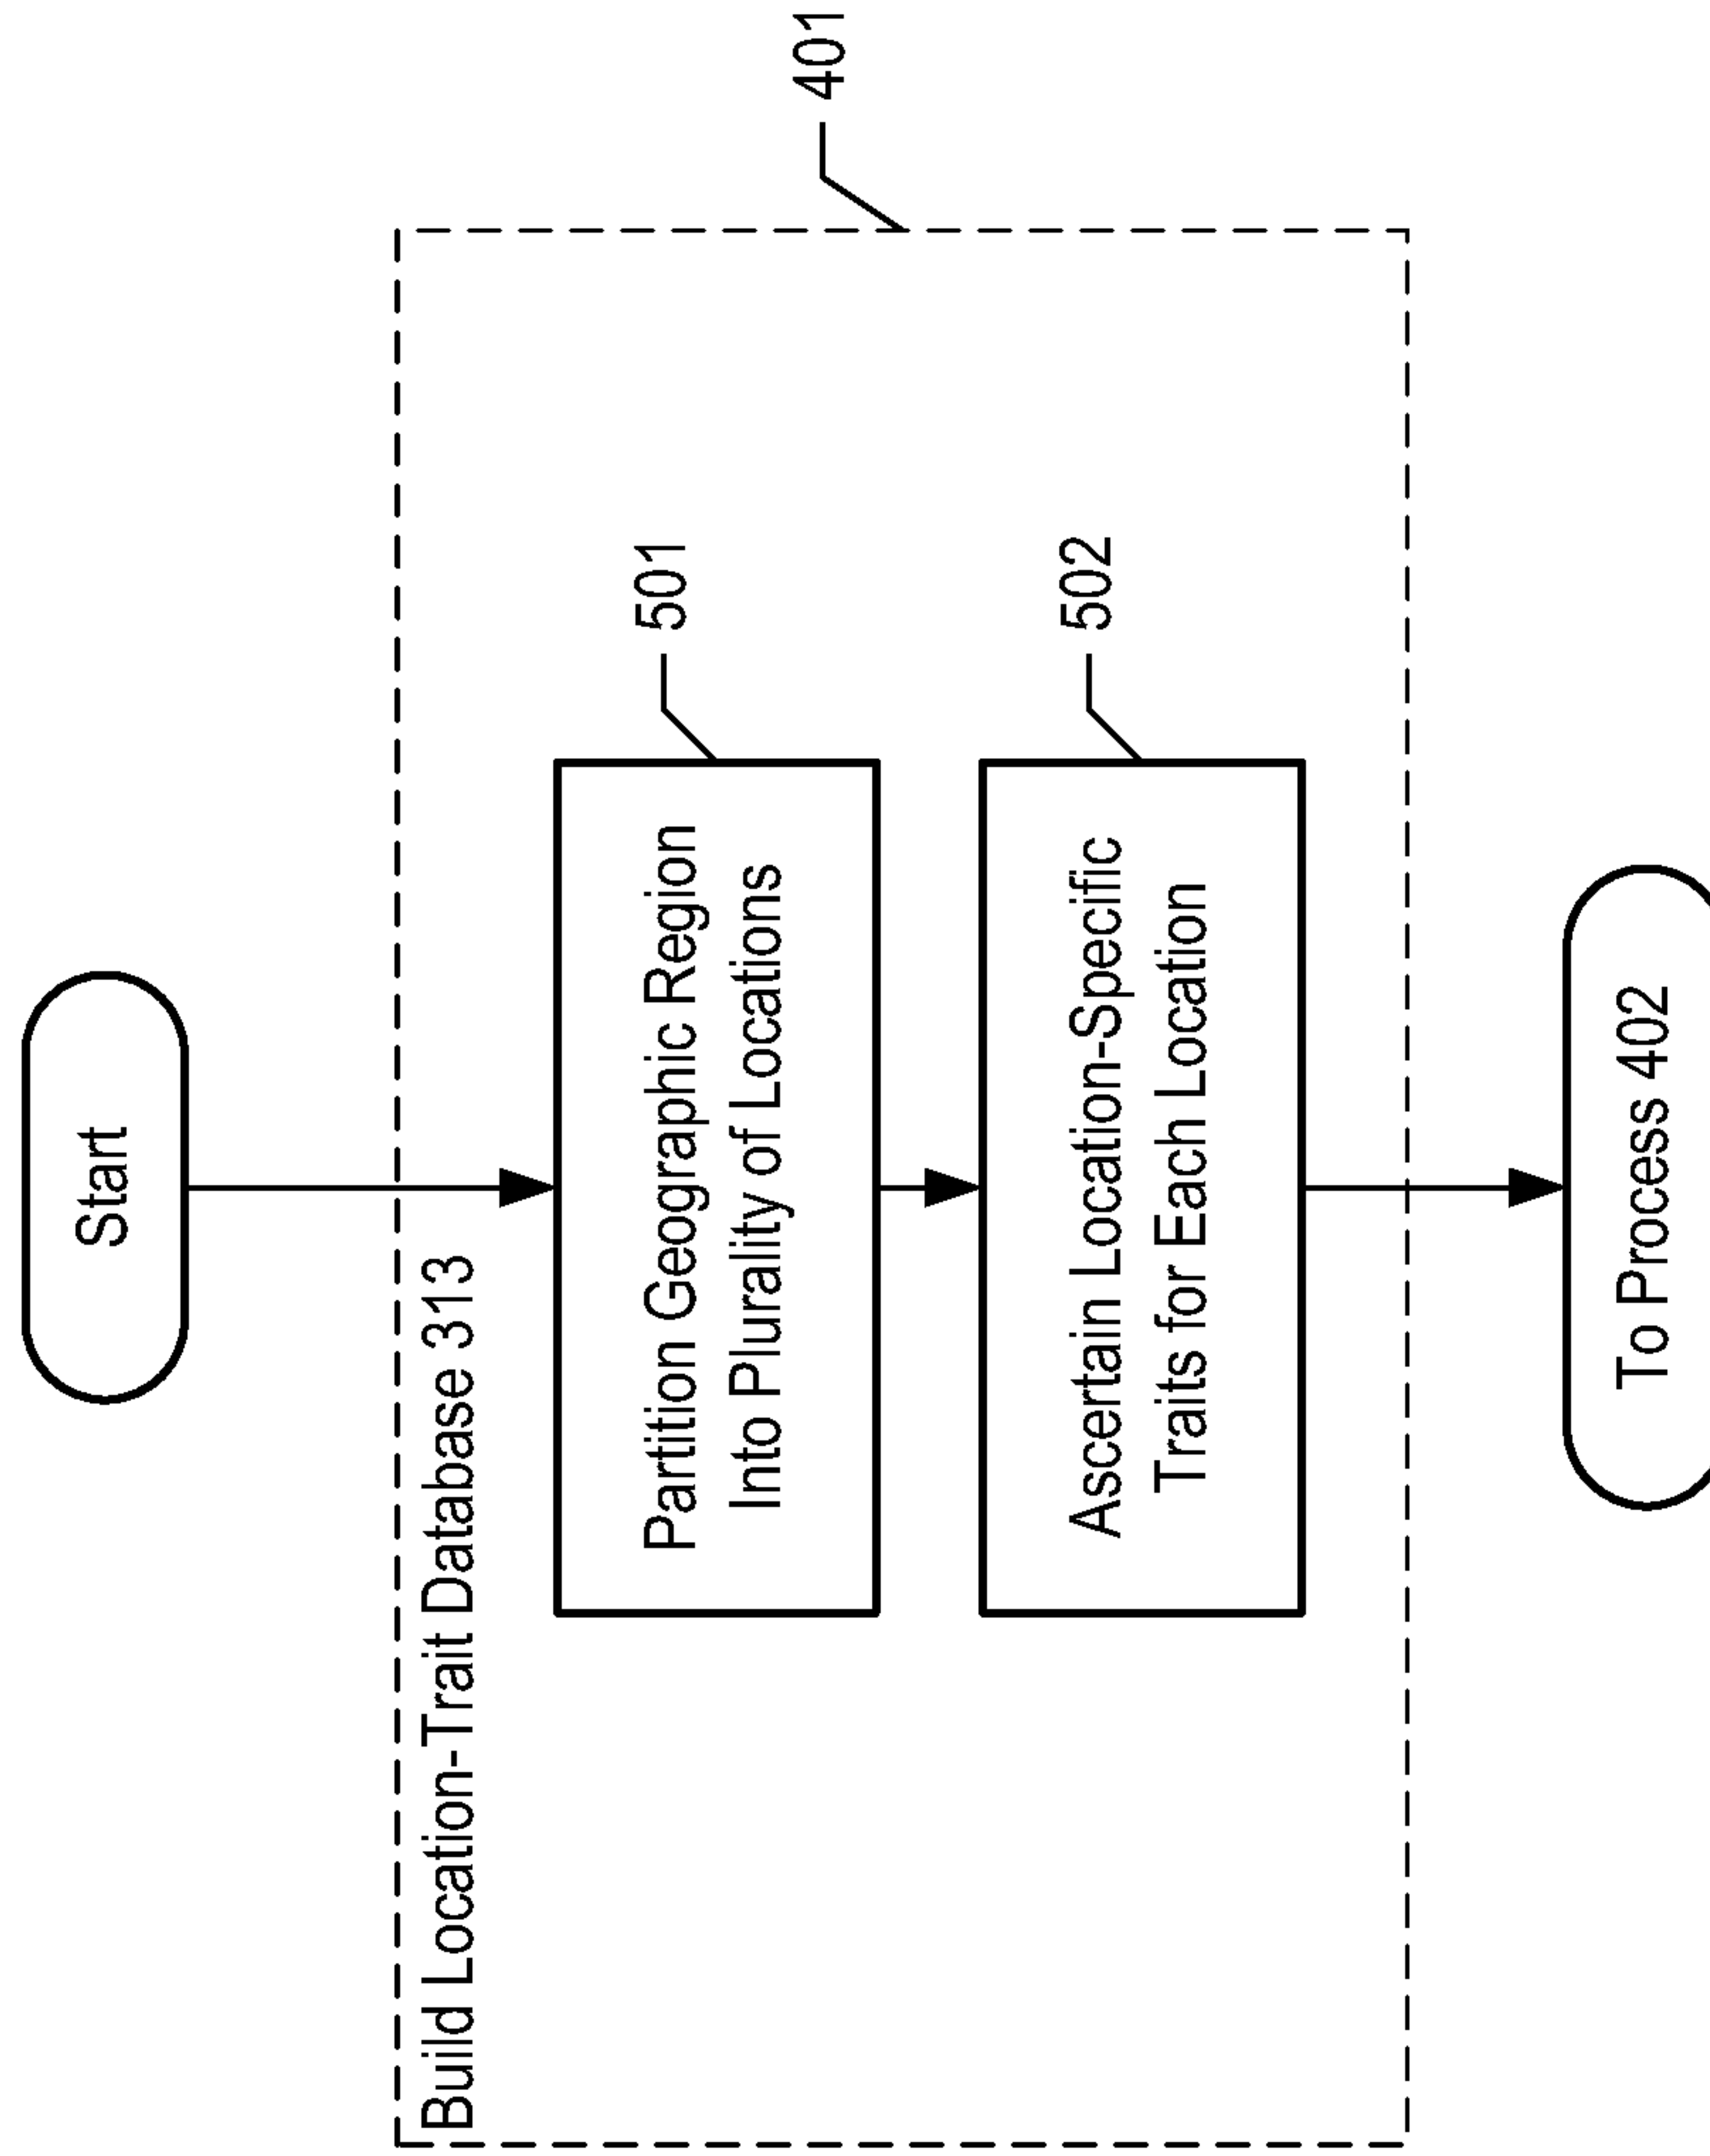 Start
401
Build Location-Trait Database 313
501
Partition Geographic Region
Into Plurality of Locations
502
Ascertain Location-Specific
Traits for Each Location
To Process 402